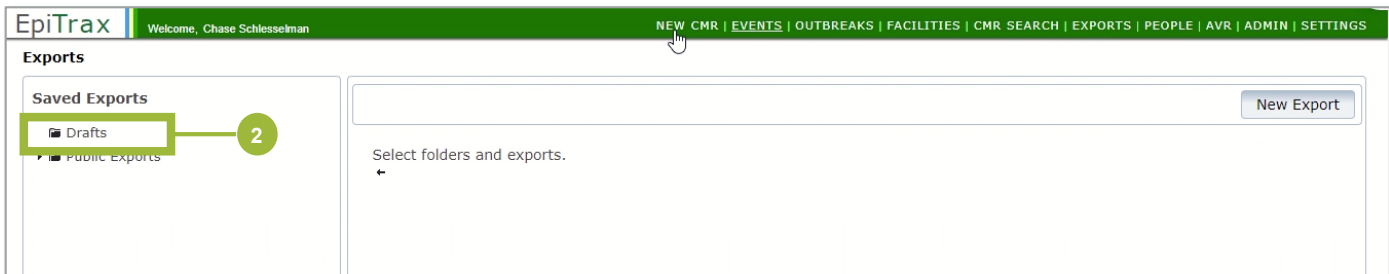 EpiTrax Welcome, Chase Schlesselman NEW CMR | EVENTS | OUTBREAKS | FACILITIES | CMR SEARCH | EXPORTS | PEOPLE | AVR | ADMIN | SETTINGS
Exports
Saved Exports
New Export
Drafts
2
Public Exports
Select folders and exports.